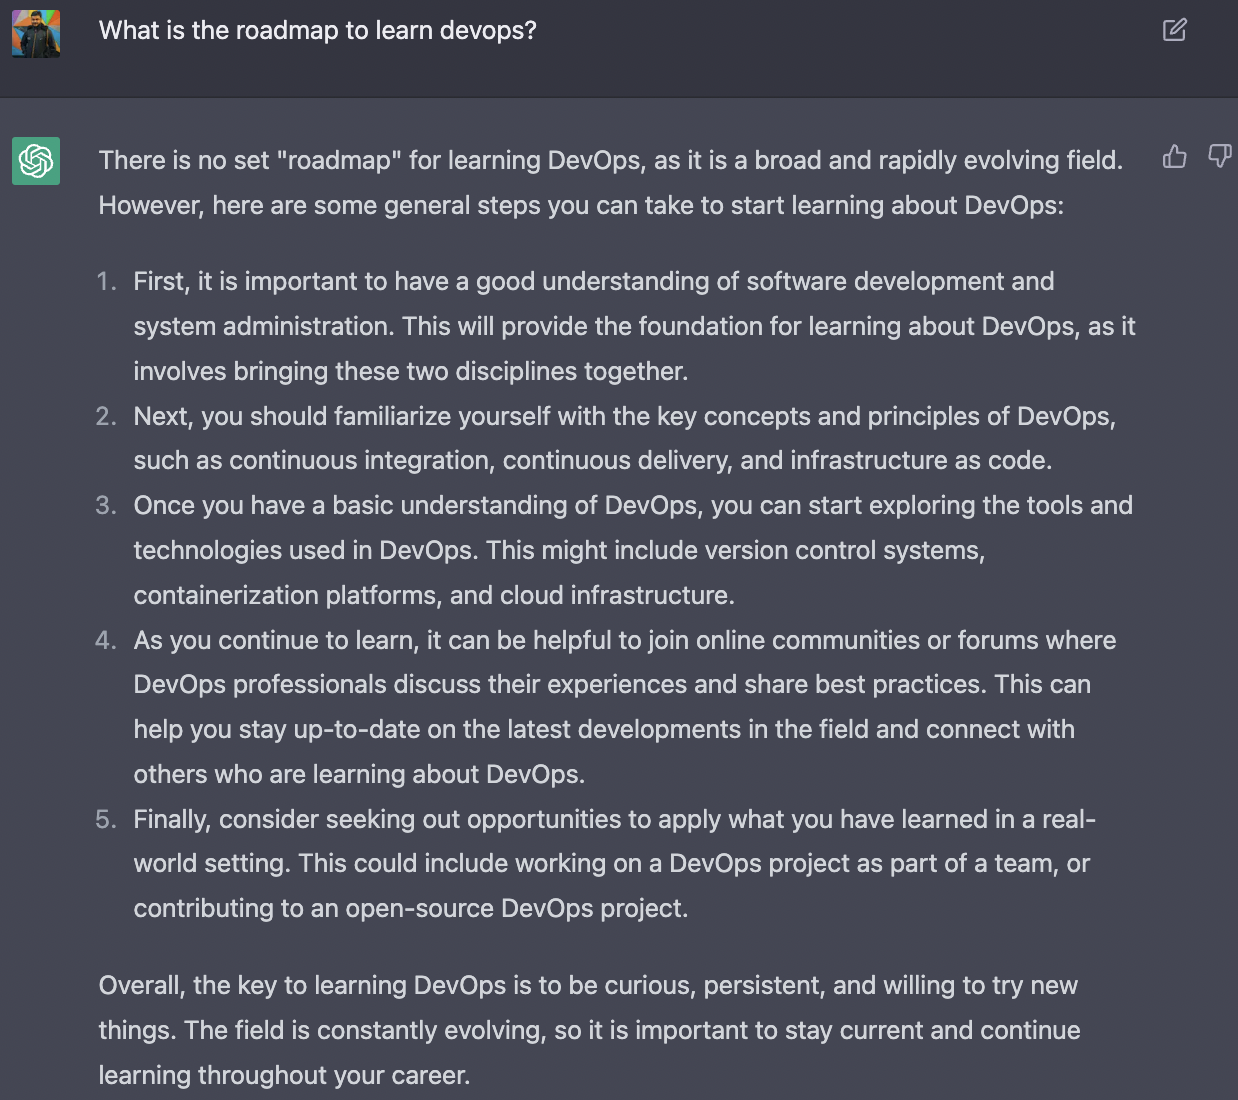 What is the roadmap to learn devops?
There is no set "roadmap" for learning DevOps, as it is a broad and rapidly evolving field.
However, here are some general steps you can take to start learning about DevOps:
1. First, it is important to have a good understanding of software development and
system administration. This will provide the foundation for learning about DevOps, as it
involves bringing these two disciplines together.
2. Next, you should familiarize yourself with the key concepts and principles of DevOps,
such as continuous integration, continuous delivery, and infrastructure as code.
3. Once you have a basic understanding of DevOps, you can start exploring the tools and
technologies used in DevOps. This might include version control systems,
containerization platforms, and cloud infrastructure.
4. As you continue to learn, it can be helpful to join online communities or forums where
DevOps professionals discuss their experiences and share best practices. This can
help you stay up-to-date on the latest developments in the field and connect with
others who are learning about DevOps.
5. Finally, consider seeking out opportunities to apply what you have learned in a real-
world setting. This could include working on a DevOps project as part of a team, or
contributing to an open-source DevOps project.
Overall, the key to learning DevOps is to be curious, persistent, and willing to try new
things. The field is constantly evolving, so it is important to stay current and continue
learning throughout your career.